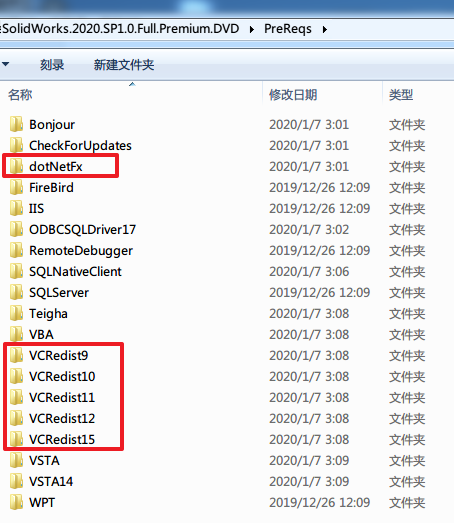 SolidWorks.2020.SP1.0.Full.Premium.DVD ▸ PreReqs ▸
刻录 新建文件夹
名称 修改日期 类型
Bonjour 2020/1/7 3:01 文件夹
CheckForUpdates 2020/1/7 3:01 文件夹
dotNetFx 2020/1/7 3:01 文件夹
FireBird 2019/12/26 12:09 文件夹
IIS 2019/12/26 12:09 文件夹
ODBCSQLDriver17 2020/1/7 3:02 文件夹
RemoteDebugger 2019/12/26 12:09 文件夹
SQLNativeClient 2020/1/7 3:06 文件夹
SQLServer 2019/12/26 12:09 文件夹
Teigha 2020/1/7 3:08 文件夹
VBA 2020/1/7 3:08 文件夹
VCRedist9 2020/1/7 3:08 文件夹
VCRedist10 2020/1/7 3:08 文件夹
VCRedist11 2020/1/7 3:08 文件夹
VCRedist12 2020/1/7 3:08 文件夹
VCRedist15 2020/1/7 3:08 文件夹
VSTA 2020/1/7 3:09 文件夹
VSTA14 2020/1/7 3:09 文件夹
WPT 2019/12/26 12:09 文件夹